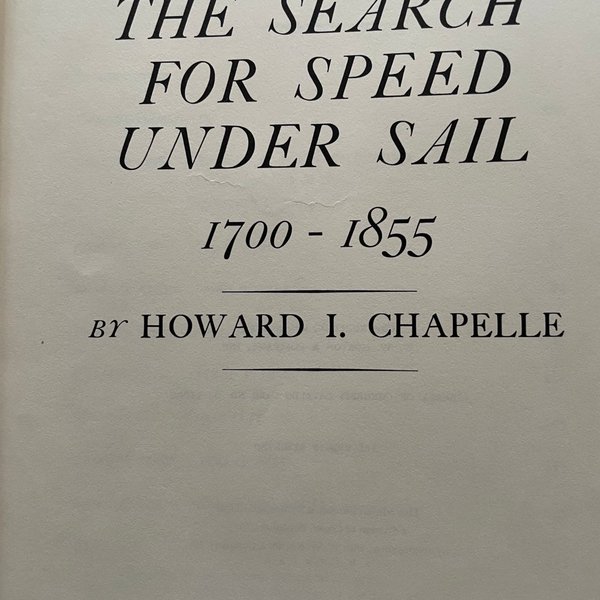 THE SEARCH
FOR SPEED
UNDER SAIL
1700 - 1855
BY HOWARD I. CHAPELLE